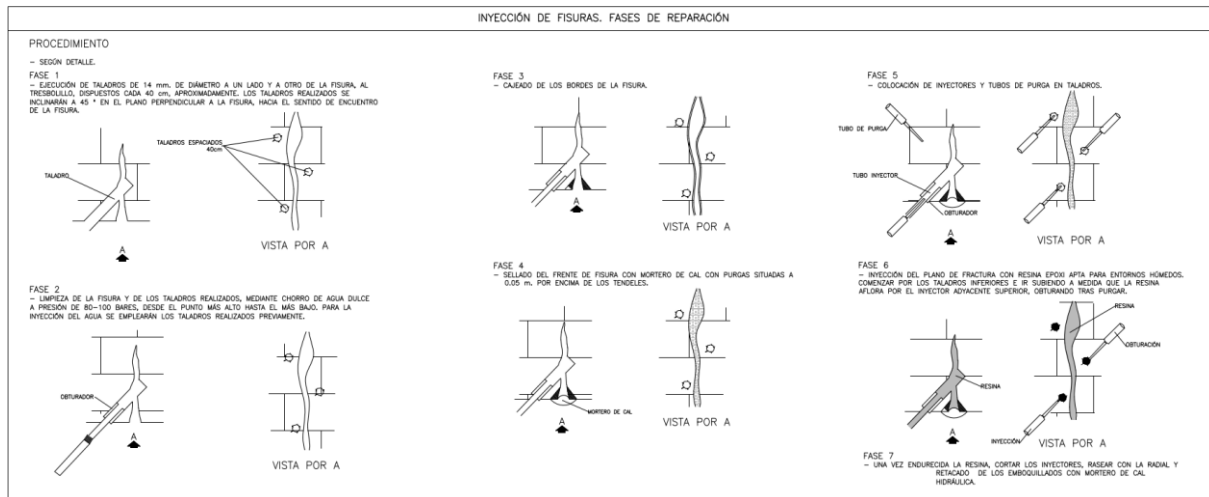 INYECCIÓN DE FISURAS. FASES DE REPARACIÓN
PROCEDIMIENTO
– SEGÚN DETALLE.
FASE 1
– EJECUCIÓN DE TALADROS DE 14 mm. DE DIÁMETRO A UN LADO Y A OTRO DE LA FISURA, AL
TRESBOLILLO, DISPUESTOS CADA 40 cm, APROXIMADAMENTE. LOS TALADROS REALIZADOS SE
INCLINARÁN A 45 ° EN EL PLANO PERPENDICULAR A LA FISURA, HACIA EL SENTIDO DE ENCUENTRO
DE LA FISURA.
TALADROS ESPACIADOS
40cm
TALADRO
A
VISTA POR A
FASE 2
– LIMPIEZA DE LA FISURA Y DE LOS TALADROS REALIZADOS, MEDIANTE CHORRO DE AGUA DULCE
A PRESIÓN DE 80–100 BARES, DESDE EL PUNTO MÁS ALTO HASTA EL MÁS BAJO. PARA LA
INYECCIÓN DEL AGUA SE EMPLEARÁN LOS TALADROS REALIZADOS PREVIAMENTE.
OBTURADOR
A
VISTA POR A
FASE 3
– CAJEADO DE LOS BORDES DE LA FISURA.
A
VISTA POR A
FASE 4
– SELLADO DEL FRENTE DE FISURA CON MORTERO DE CAL CON PURGAS SITUADAS A
0.05 m. POR ENCIMA DE LOS TENDELES.
MORTERO DE CAL
A
VISTA POR A
FASE 5
– COLOCACIÓN DE INYECTORES Y TUBOS DE PURGA EN TALADROS.
TUBO DE PURGA
TUBO INYECTOR
OBTURADOR
A
VISTA POR A
FASE 6
– INYECCIÓN DEL PLANO DE FRACTURA CON RESINA EPOXI APTA PARA ENTORNOS HÚMEDOS.
COMENZAR POR LOS TALADROS INFERIORES E IR SUBIENDO A MEDIDA QUE LA RESINA
AFLORA POR EL INYECTOR ADYACENTE SUPERIOR, OBTURANDO TRAS PURGAR.
RESINA
OBTURACIÓN
RESINA
INYECCIÓN
A
VISTA POR A
FASE 7
– UNA VEZ ENDURECIDA LA RESINA, CORTAR LOS INYECTORES, RASEAR CON LA RADIAL Y
RETACADO DE LOS EMBOQUILLADOS CON MORTERO DE CAL
HIDRÁULICA.